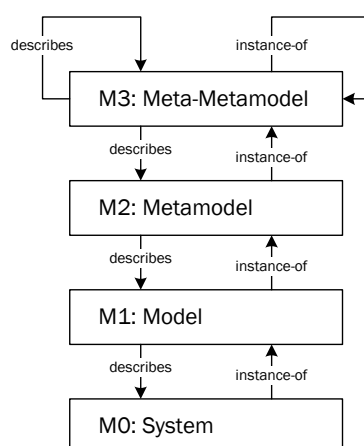 describes instance-of
M3: Meta-Metamodel
describes instance-of
M2: Metamodel
describes instance-of
M1: Model
describes instance-of
M0: System